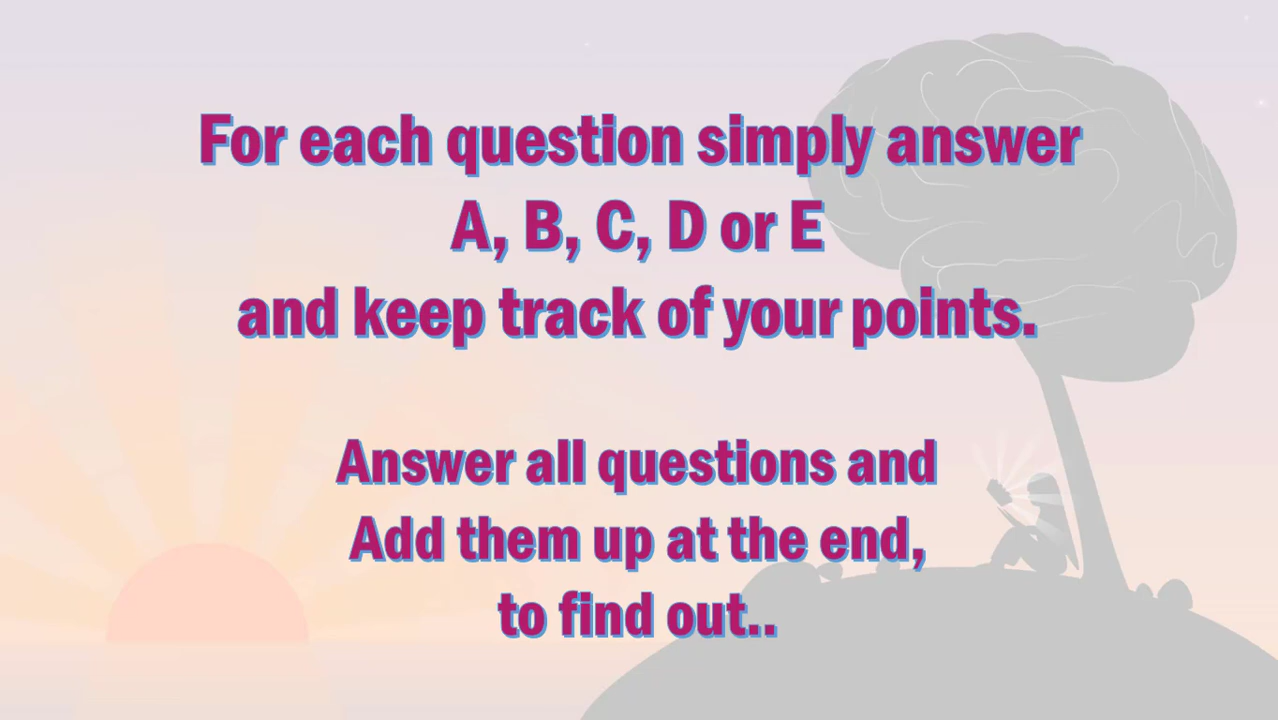 For each question simply answer
A, B, C, D or E
and keep track of your points.
Answer all questions and
Add them up at the end,
to find out..